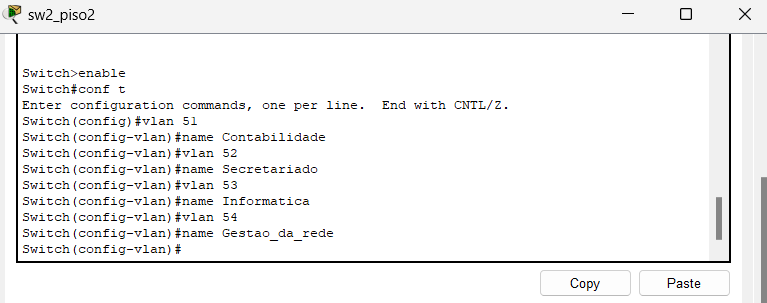 sw2_piso2
Switch>enable
Switch#conf t
Enter configuration commands, one per line.  End with CNTL/Z.
Switch(config)#vlan 51
Switch(config-vlan)#name Contabilidade
Switch(config-vlan)#vlan 52
Switch(config-vlan)#name Secretariado
Switch(config-vlan)#vlan 53
Switch(config-vlan)#name Informatica
Switch(config-vlan)#vlan 54
Switch(config-vlan)#name Gestao_da_rede
Switch(config-vlan)#
Copy Paste